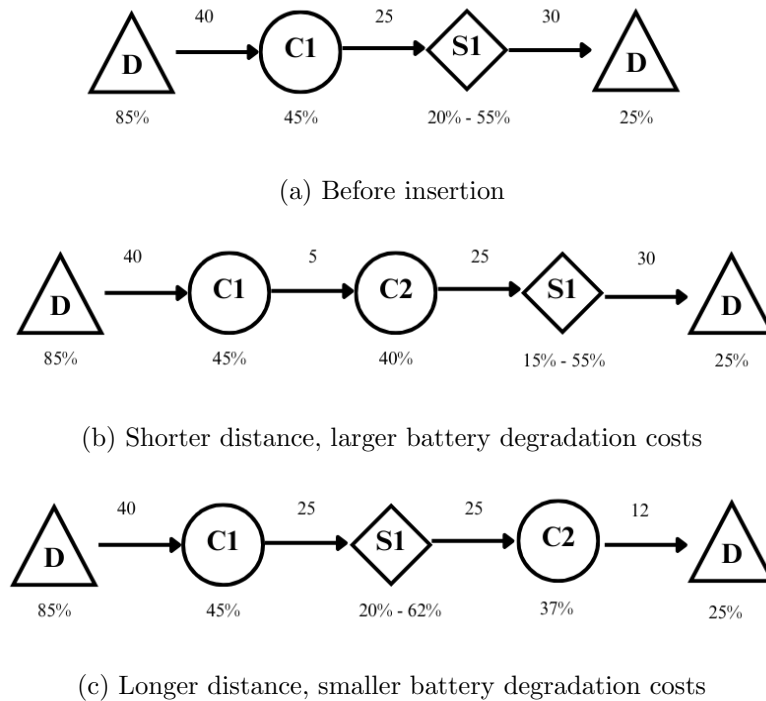 40 25 30
D C1 S1 D
85% 45% 20% - 55% 25%
(a) Before insertion
40 5 25 30
D C1 C2 S1 D
85% 45% 40% 15% - 55% 25%
(b) Shorter distance, larger battery degradation costs
40 25 25 12
D C1 S1 C2 D
85% 45% 20% - 62% 37% 25%
(c) Longer distance, smaller battery degradation costs